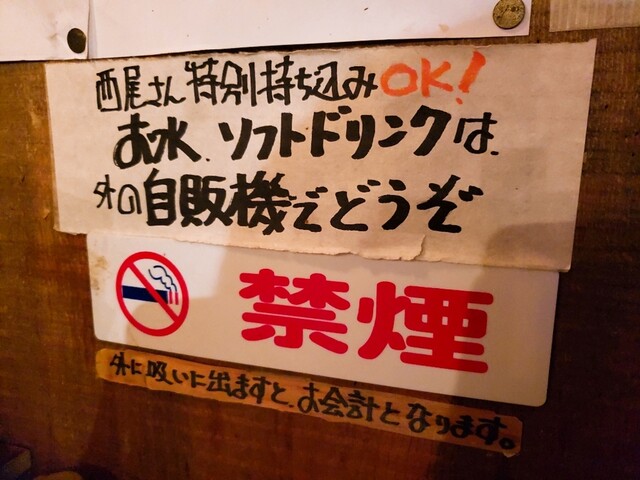 西尾さん特別持ち込みOK!
お水、ソフトドリンクは、
外の自販機でどうぞ
禁煙
外に吸いに出ますと、お会計となります。